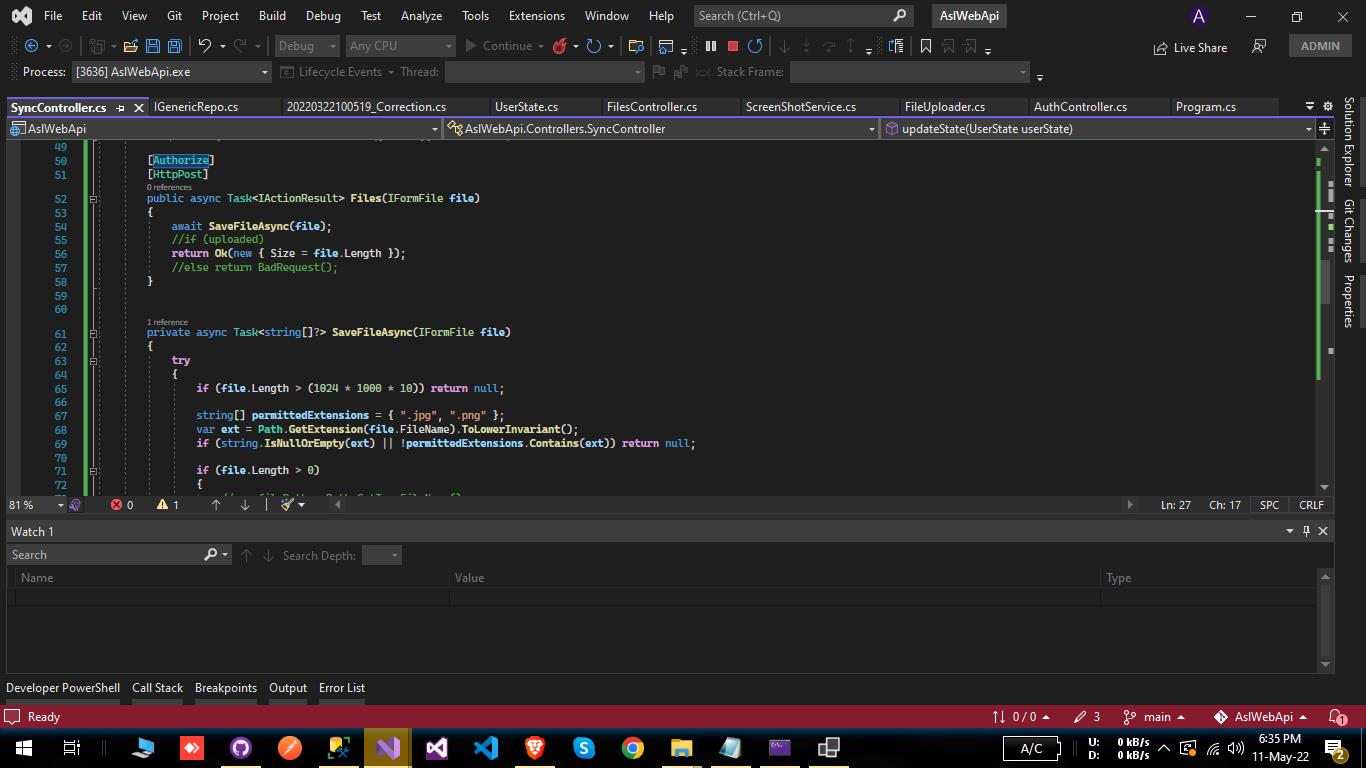 File Edit View Git Project Build Debug Test Analyze Tools Extensions Window Help Search (Ctrl+Q) AslWebApi A
Debug Any CPU Continue Live Share ADMIN
Process: [3636] AslWebApi.exe Lifecycle Events Thread: Stack Frame:
SyncController.cs IGenericRepo.cs 20220322100519_Correction.cs UserState.cs FilesController.cs ScreenShotService.cs FileUploader.cs AuthController.cs Program.cs
AslWebApi AslWebApi.Controllers.SyncController updateState(UserState userState)
49
50 [Authorize]
51 [HttpPost]
0 references
52 public async Task<IActionResult> Files(IFormFile file)
53 {
54 await SaveFileAsync(file);
55 //if (uploaded)
56 return Ok(new { Size = file.Length });
57 //else return BadRequest();
58 }
59
60
1 reference
61 private async Task<string[]?> SaveFileAsync(IFormFile file)
62 {
63 try
64 {
65 if (file.Length > (1024 * 1000 * 10)) return null;
66
67 string[] permittedExtensions = { ".jpg", ".png" };
68 var ext = Path.GetExtension(file.FileName).ToLowerInvariant();
69 if (string.IsNullOrEmpty(ext) || !permittedExtensions.Contains(ext)) return null;
70
71 if (file.Length > 0)
72 {
81 % 0 1 Ln: 27 Ch: 17 SPC CRLF
Watch 1
Search Search Depth:
Name Value Type
Developer PowerShell Call Stack Breakpoints Output Error List
Ready 0 / 0 3 main AslWebApi 1
A/C U: 0 kB/s D: 0 kB/s 6:35 PM 11-May-22 2
Solution Explorer
Git Changes
Properties